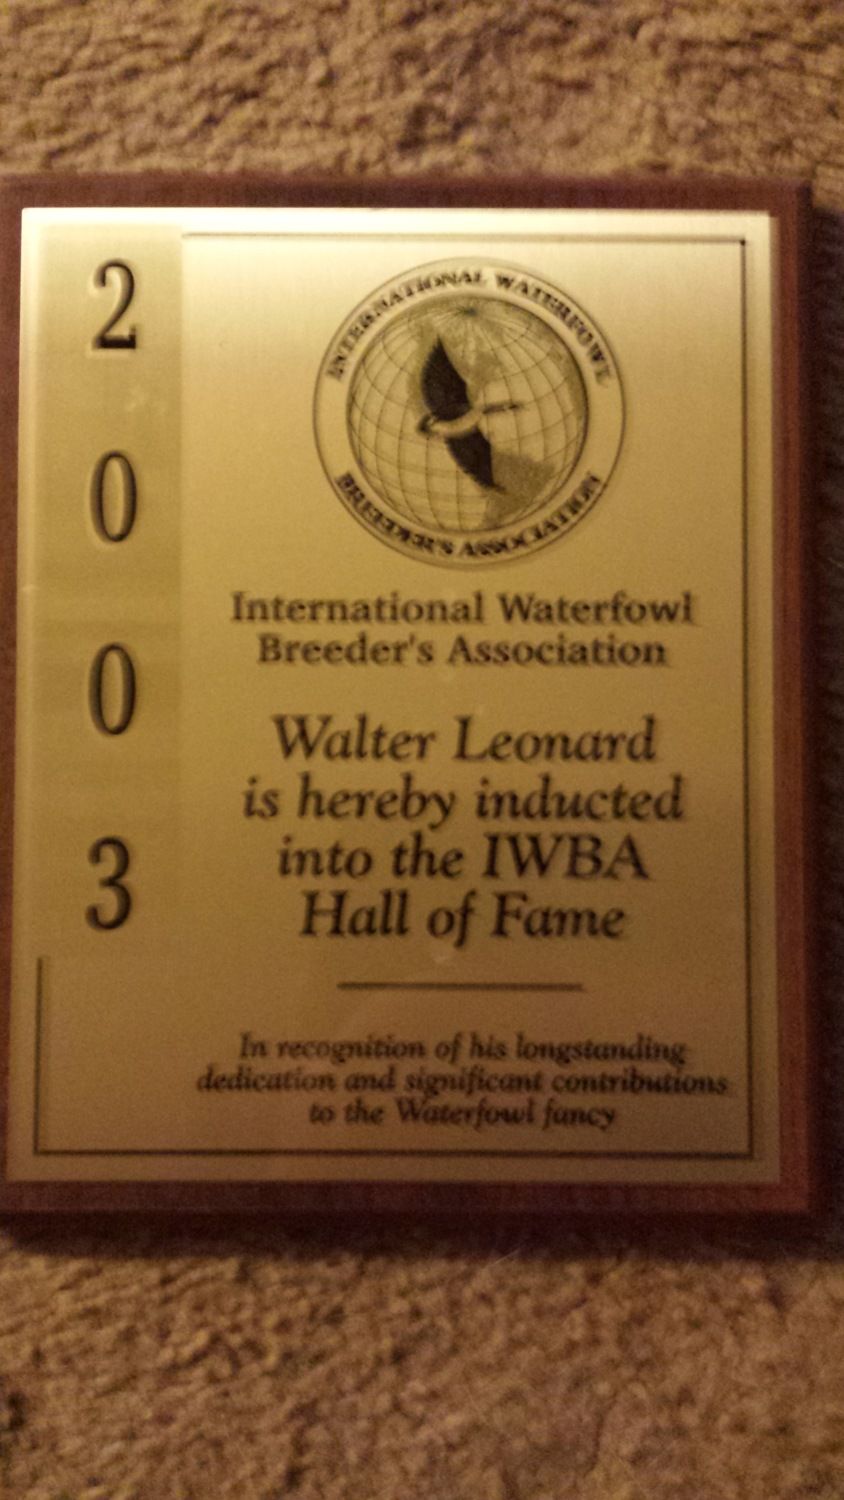 2
0
0
3
INTERNATIONAL WATERFOWL
BREEEDER'S ASSOCIATION
International Waterfowl
Breeder's Association
Walter Leonard
is hereby inducted
into the IWBA
Hall of Fame
In recognition of his longstanding
dedication and significant contributions
to the Waterfowl fancy